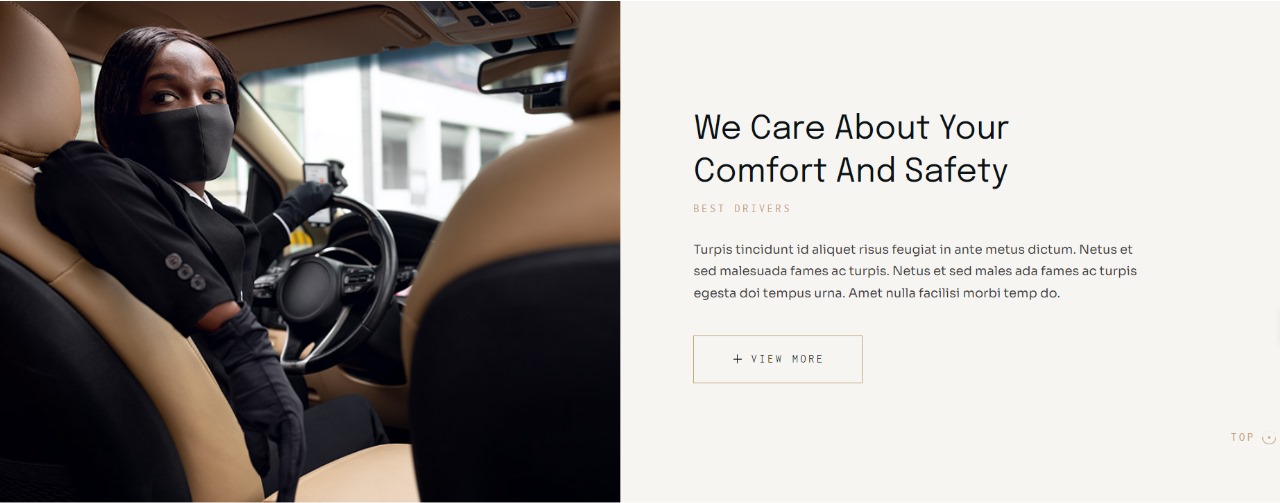 We Care About Your
Comfort And Safety
BEST DRIVERS
Turpis tincidunt id aliquet risus feugiat in ante metus dictum. Netus et
sed malesuada fames ac turpis. Netus et sed males ada fames ac turpis
egesta doi tempus urna. Amet nulla facilisi morbi temp do.
+ VIEW MORE
TOP